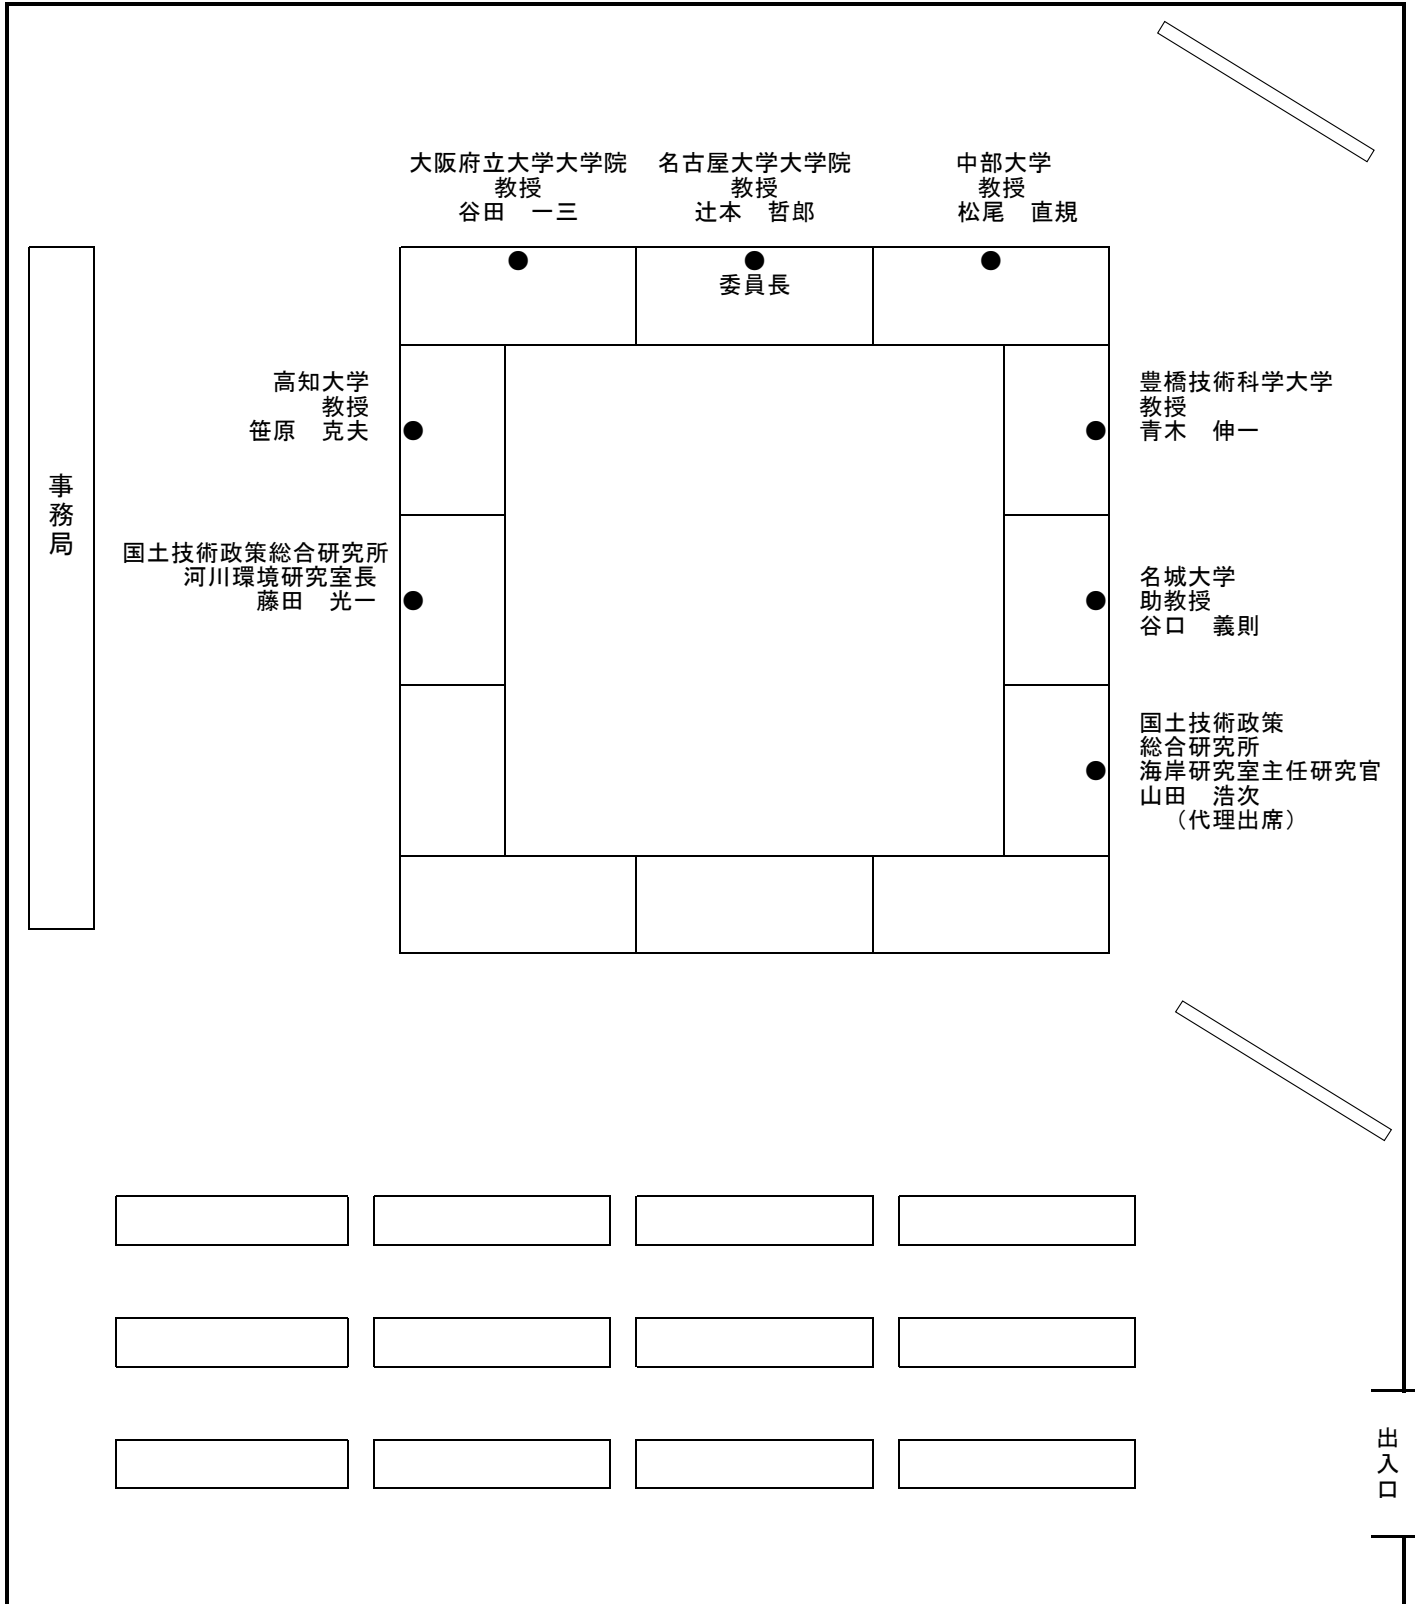 大阪府立大学大学院
教授
谷田　一三
名古屋大学大学院
教授
辻本　哲郎
中部大学
教授
松尾　直規
委員長
高知大学
教授
笹原　克夫
豊橋技術科学大学
教授
青木　伸一
事務局
国土技術政策総合研究所
河川環境研究室長
藤田　光一
名城大学
助教授
谷口　義則
国土技術政策
総合研究所
海岸研究室主任研究官
山田　浩次
（代理出席）
出入口